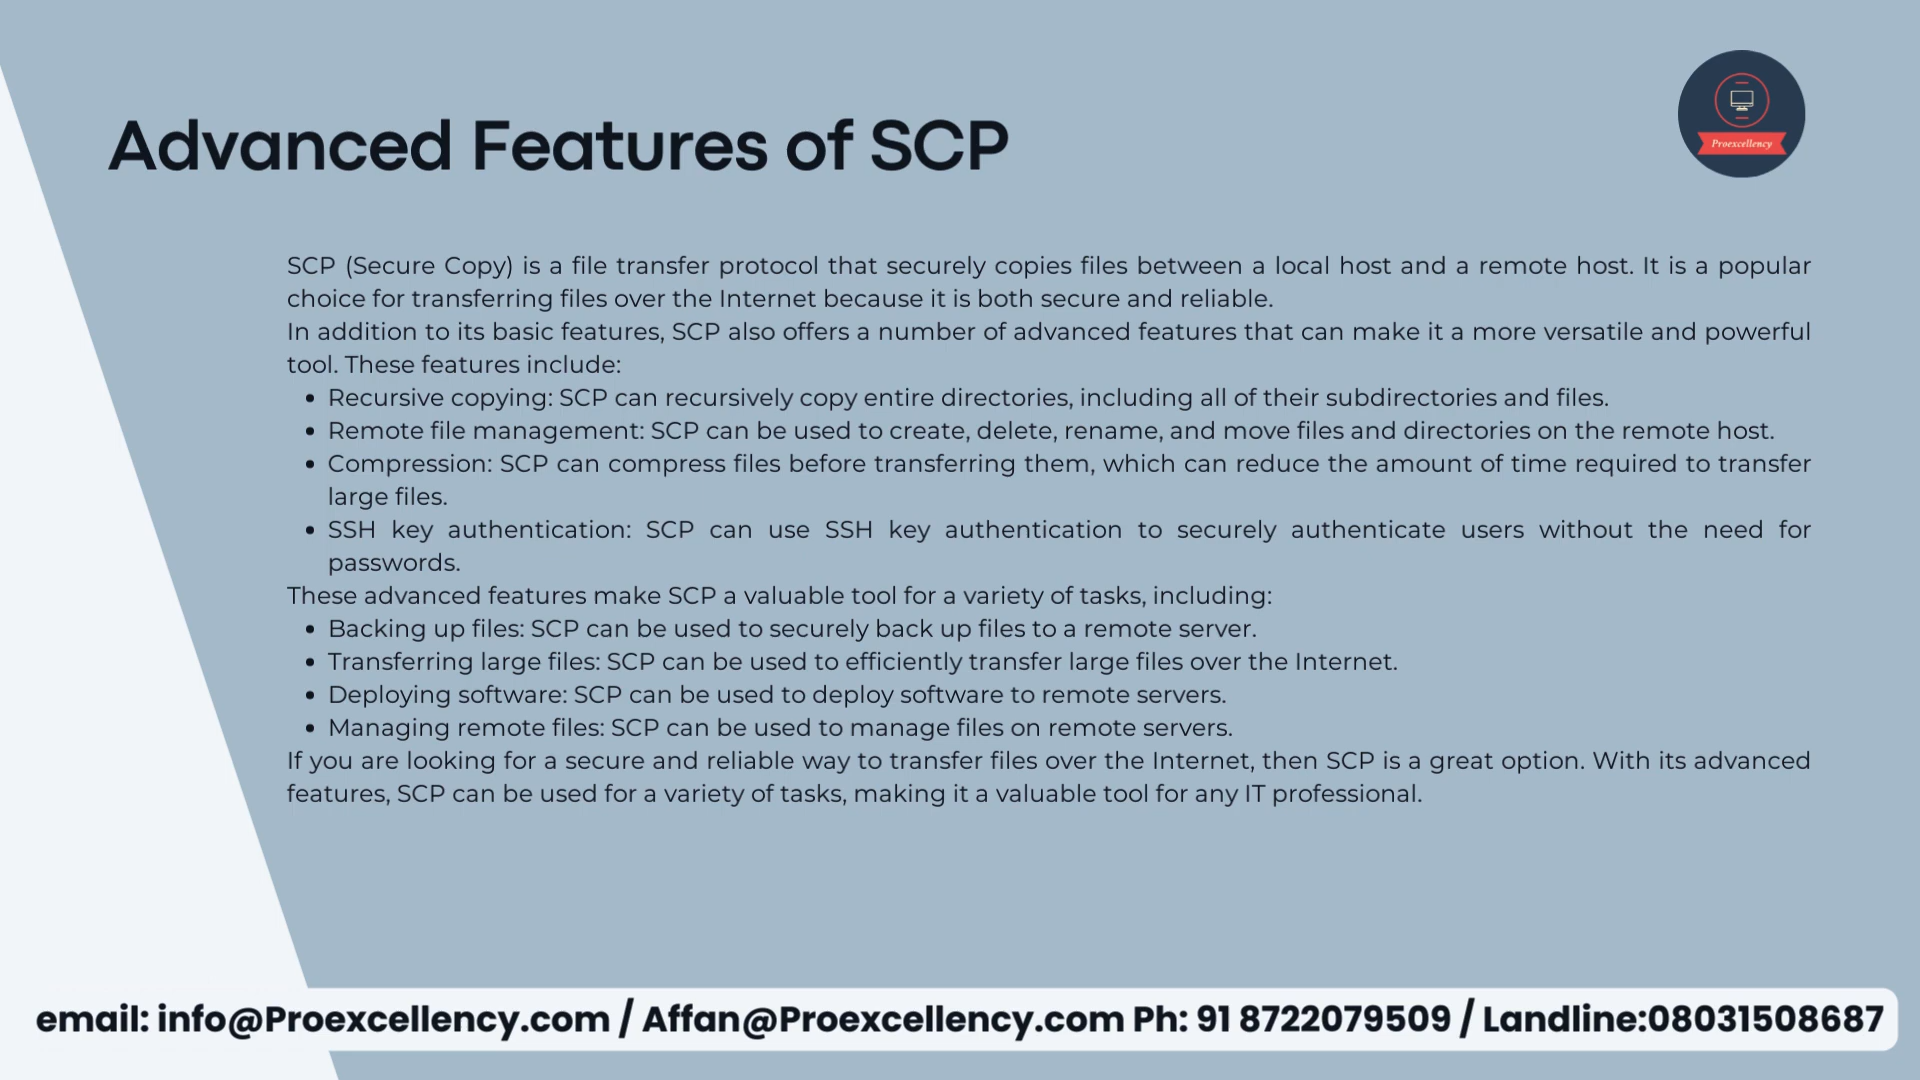 Advanced Features of SCP
Proexcellency
SCP (Secure Copy) is a file transfer protocol that securely copies files between a local host and a remote host. It is a popular
choice for transferring files over the Internet because it is both secure and reliable.
In addition to its basic features, SCP also offers a number of advanced features that can make it a more versatile and powerful
tool. These features include:
• Recursive copying: SCP can recursively copy entire directories, including all of their subdirectories and files.
• Remote file management: SCP can be used to create, delete, rename, and move files and directories on the remote host.
• Compression: SCP can compress files before transferring them, which can reduce the amount of time required to transfer
large files.
• SSH key authentication: SCP can use SSH key authentication to securely authenticate users without the need for
passwords.
These advanced features make SCP a valuable tool for a variety of tasks, including:
• Backing up files: SCP can be used to securely back up files to a remote server.
• Transferring large files: SCP can be used to efficiently transfer large files over the Internet.
• Deploying software: SCP can be used to deploy software to remote servers.
• Managing remote files: SCP can be used to manage files on remote servers.
If you are looking for a secure and reliable way to transfer files over the Internet, then SCP is a great option. With its advanced
features, SCP can be used for a variety of tasks, making it a valuable tool for any IT professional.
email: info@Proexcellency.com / Affan@Proexcellency.com Ph: 91 8722079509 / Landline:08031508687